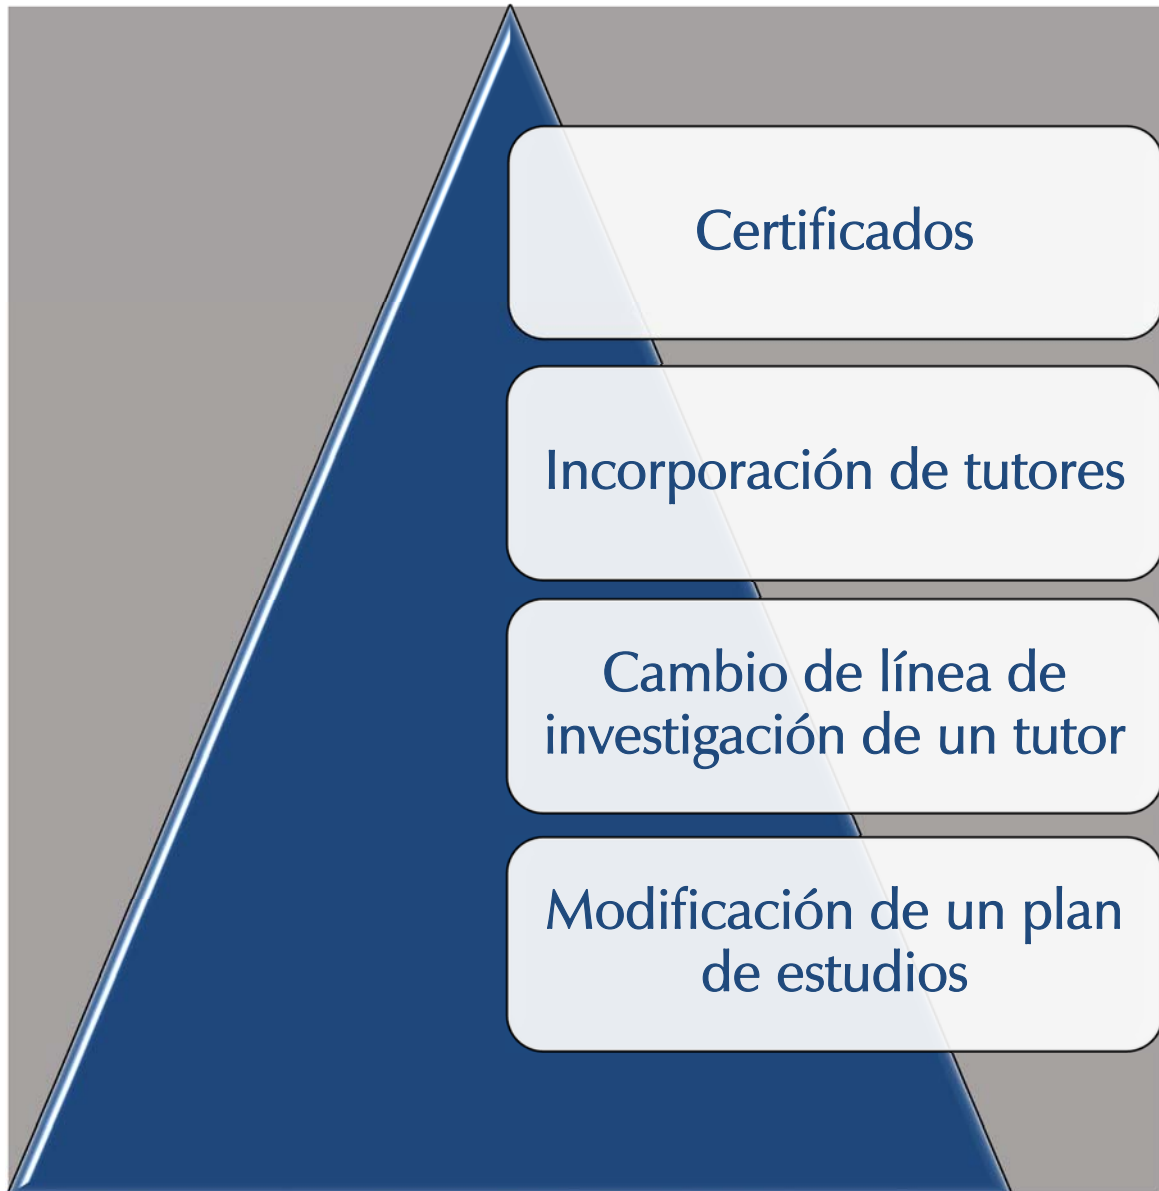 Certificados
Incorporación de tutores
Cambio de línea de
investigación de un tutor
Modificación de un plan
de estudios